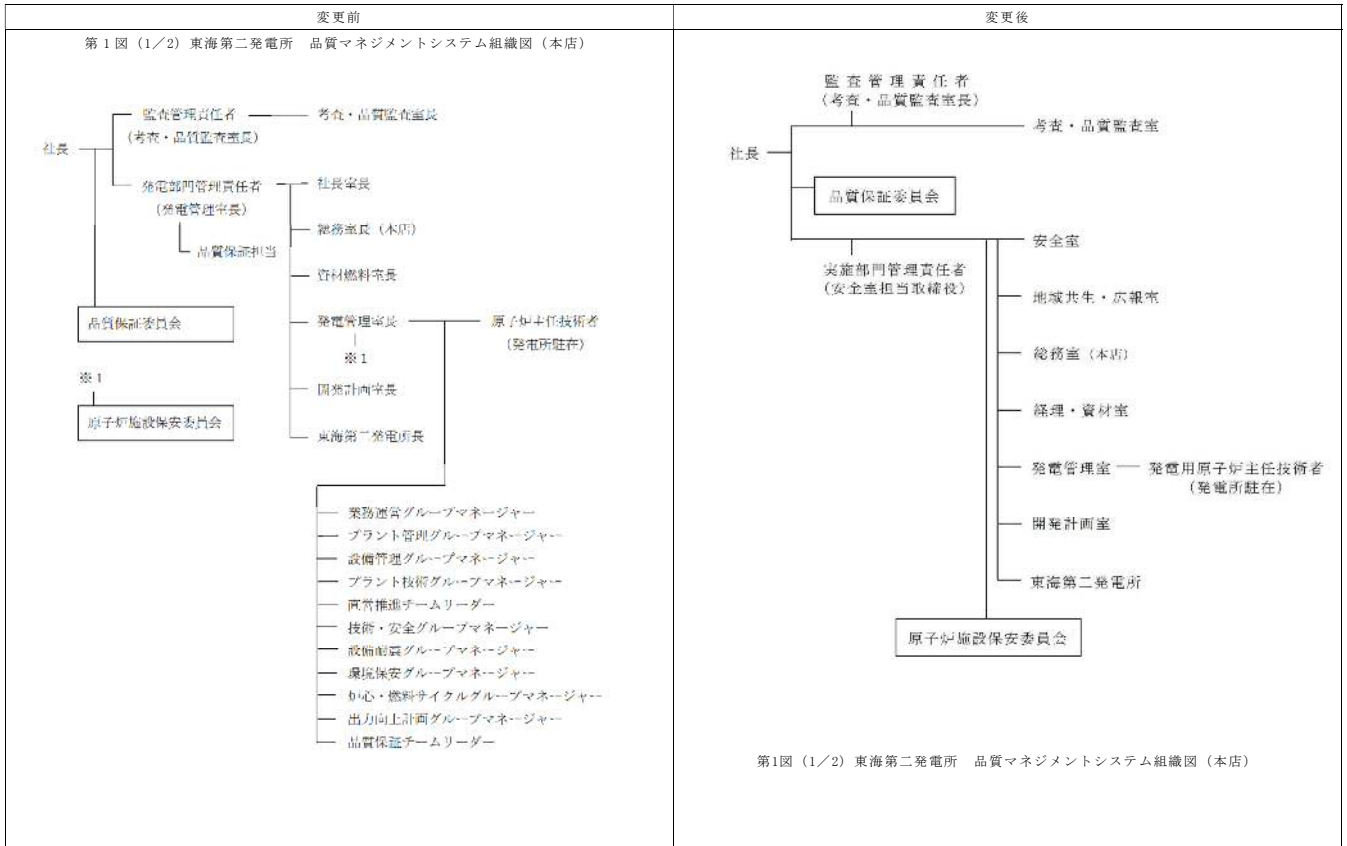 変更前
変更後
第1図（1／2）東海第二発電所 品質マネジメントシステム組織図（本店）
監査管理責任者
（考査・品質監査室長）
考査・品質監査室長
社長
発電部門管理責任者
（発電管理室長）
品質保証担当
社長室長
総務室長（本店）
資材燃料室長
発電管理室長
※1
原子炉主任技術者
（発電所駐在）
開発計画室長
東海第二発電所長
品質保証委員会
※1
原子炉施設保安委員会
業務運営グループマネージャー
プラント管理グループマネージャー
設備管理グループマネージャー
プラント技術グループマネージャー
直営推進チームリーダー
技術・安全グループマネージャー
設備耐震グループマネージャー
環境保安グループマネージャー
炉心・燃料サイクルグループマネージャー
出力向上計画グループマネージャー
品質保証チームリーダー
監査管理責任者
（考査・品質監査室長）
考査・品質監査室
社長
品質保証委員会
安全室
実施部門管理責任者
（安全室担当取締役）
地域共生・広報室
総務室（本店）
経理・資材室
発電管理室
発電用原子炉主任技術者
（発電所駐在）
開発計画室
東海第二発電所
原子炉施設保安委員会
第1図（1／2）東海第二発電所 品質マネジメントシステム組織図（本店）